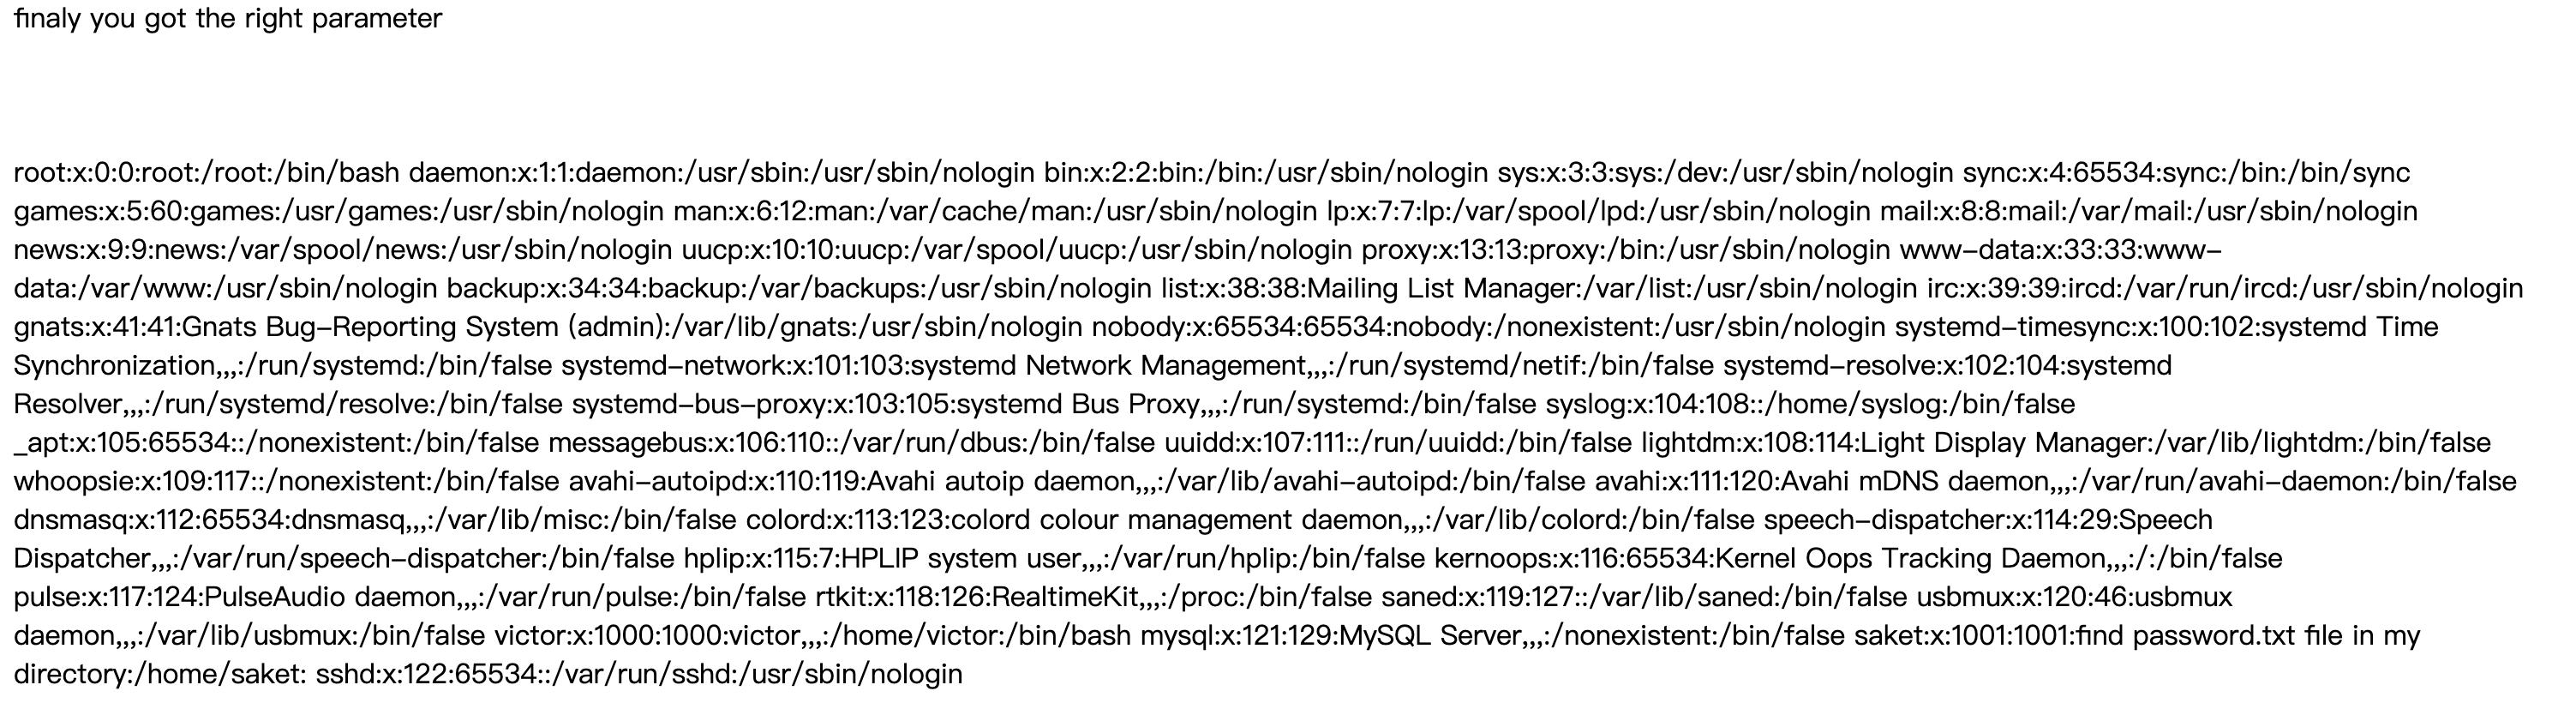 finaly you got the right parameter
root:x:0:0:root:/root:/bin/bash daemon:x:1:1:daemon:/usr/sbin:/usr/sbin/nologin bin:x:2:2:bin:/bin:/usr/sbin/nologin sys:x:3:3:sys:/dev:/usr/sbin/nologin sync:x:4:65534:sync:/bin:/bin/sync
games:x:5:60:games:/usr/games:/usr/sbin/nologin man:x:6:12:man:/var/cache/man:/usr/sbin/nologin lp:x:7:7:lp:/var/spool/lpd:/usr/sbin/nologin mail:x:8:8:mail:/var/mail:/usr/sbin/nologin
news:x:9:9:news:/var/spool/news:/usr/sbin/nologin uucp:x:10:10:uucp:/var/spool/uucp:/usr/sbin/nologin proxy:x:13:13:proxy:/bin:/usr/sbin/nologin www-data:x:33:33:www-
data:/var/www:/usr/sbin/nologin backup:x:34:34:backup:/var/backups:/usr/sbin/nologin list:x:38:38:Mailing List Manager:/var/list:/usr/sbin/nologin irc:x:39:39:ircd:/var/run/ircd:/usr/sbin/nologin
gnats:x:41:41:Gnats Bug-Reporting System (admin):/var/lib/gnats:/usr/sbin/nologin nobody:x:65534:65534:nobody:/nonexistent:/usr/sbin/nologin systemd-timesync:x:100:102:systemd Time
Synchronization,,,:/run/systemd:/bin/false systemd-network:x:101:103:systemd Network Management,,,:/run/systemd/netif:/bin/false systemd-resolve:x:102:104:systemd
Resolver,,,:/run/systemd/resolve:/bin/false systemd-bus-proxy:x:103:105:systemd Bus Proxy,,,:/run/systemd:/bin/false syslog:x:104:108::/home/syslog:/bin/false
_apt:x:105:65534::/nonexistent:/bin/false messagebus:x:106:110::/var/run/dbus:/bin/false uuidd:x:107:111::/run/uuidd:/bin/false lightdm:x:108:114:Light Display Manager:/var/lib/lightdm:/bin/false
whoopsie:x:109:117::/nonexistent:/bin/false avahi-autoipd:x:110:119:Avahi autoip daemon,,,:/var/lib/avahi-autoipd:/bin/false avahi:x:111:120:Avahi mDNS daemon,,,:/var/run/avahi-daemon:/bin/false
dnsmasq:x:112:65534:dnsmasq,,,:/var/lib/misc:/bin/false colord:x:113:123:colord colour management daemon,,,:/var/lib/colord:/bin/false speech-dispatcher:x:114:29:Speech
Dispatcher,,,:/var/run/speech-dispatcher:/bin/false hplip:x:115:7:HPLIP system user,,,:/var/run/hplip:/bin/false kernoops:x:116:65534:Kernel Oops Tracking Daemon,,,:/:/bin/false
pulse:x:117:124:PulseAudio daemon,,,:/var/run/pulse:/bin/false rtkit:x:118:126:RealtimeKit,,,:/proc:/bin/false saned:x:119:127::/var/lib/saned:/bin/false usbmux:x:120:46:usbmux
daemon,,,:/var/lib/usbmux:/bin/false victor:x:1000:1000:victor,,,:/home/victor:/bin/bash mysql:x:121:129:MySQL Server,,,:/nonexistent:/bin/false saket:x:1001:1001:find password.txt file in my
directory:/home/saket: sshd:x:122:65534::/var/run/sshd:/usr/sbin/nologin